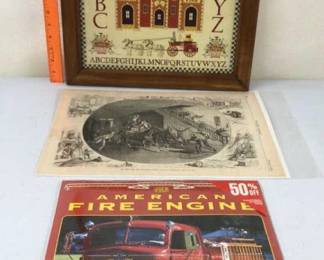 B
Y
C
Z
ABCDEFGHIJKLMNOPQRSTUVWXYZ
50% OFF
AMERICAN
FIRE ENGINE